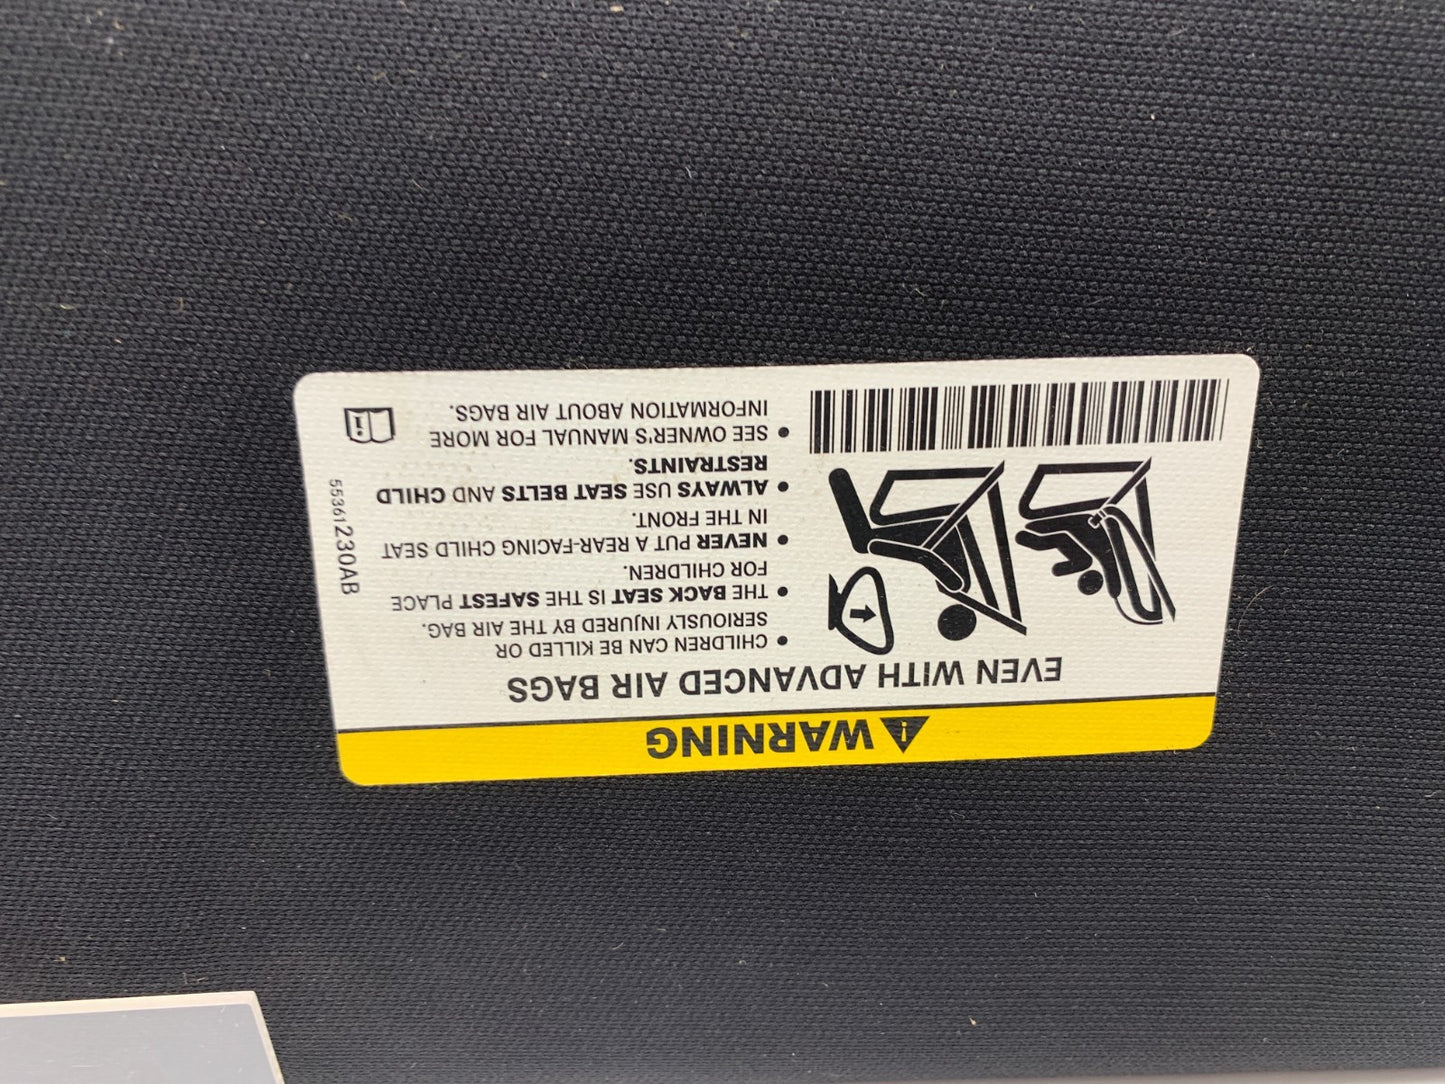 WARNING
EVEN WITH ADVANCED AIR BAGS
• CHILDREN CAN BE KILLED OR
SERIOUSLY INJURED BY THE AIR BAG.
• THE BACK SEAT IS THE SAFEST PLACE
FOR CHILDREN.
• NEVER PUT A REAR-FACING CHILD SEAT
IN THE FRONT.
• ALWAYS USE SEAT BELTS AND CHILD
RESTRAINTS.
• SEE OWNER'S MANUAL FOR MORE
INFORMATION ABOUT AIR BAGS.
55361230AB